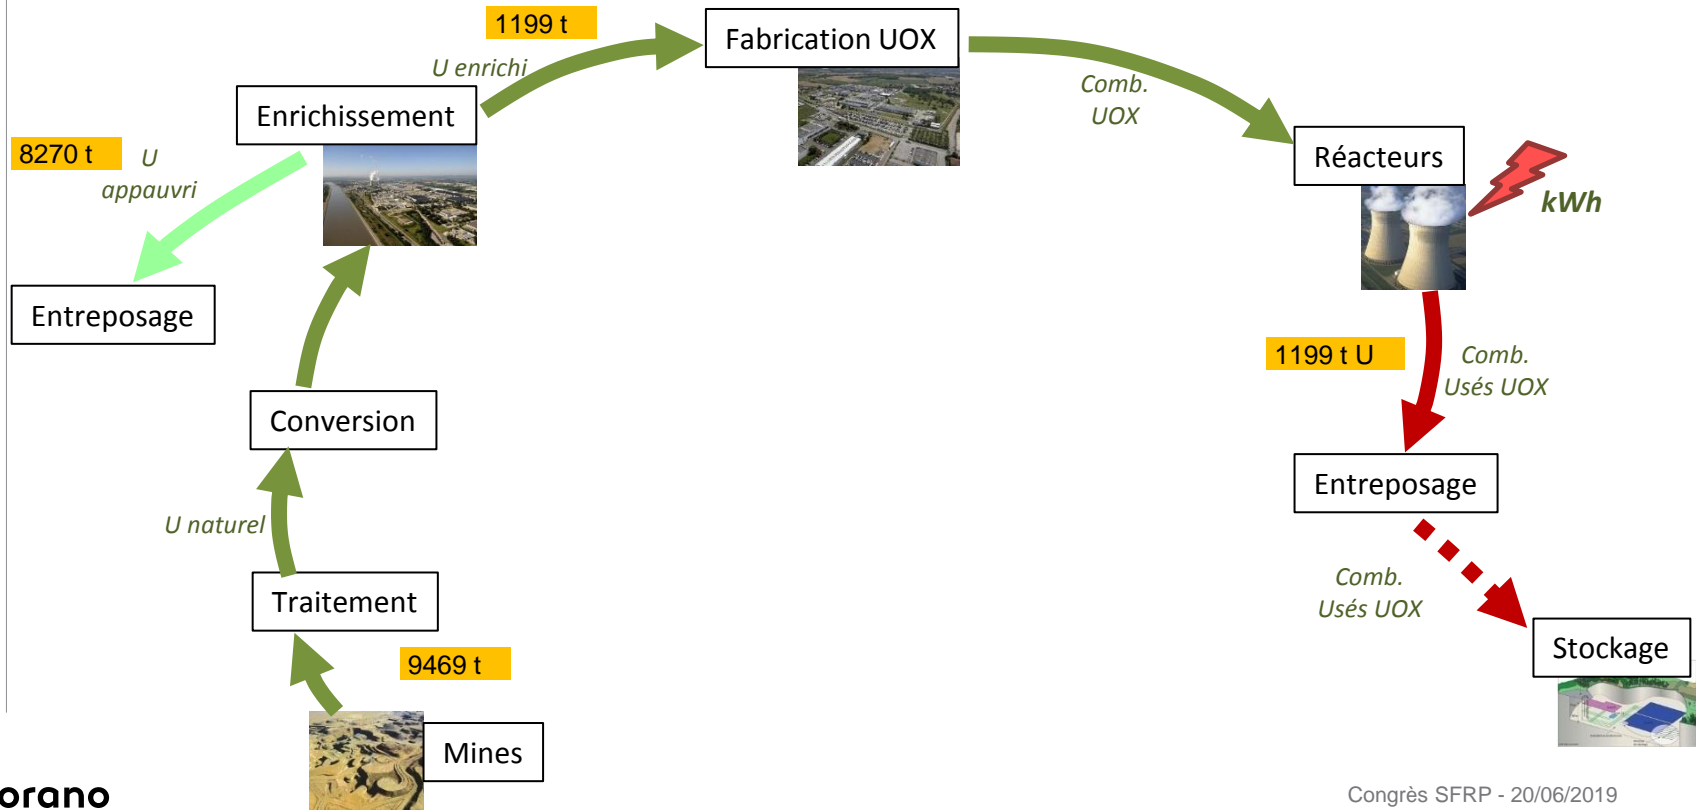 1199 t
Fabrication UOX
U enrichi
Comb.
UOX
Enrichissement
8270 t
U
appauvri
Réacteurs
kWh
Entreposage
1199 t U
Comb.
Usés UOX
Conversion
Entreposage
U naturel
Comb.
Usés UOX
Traitement
Stockage
9469 t
Mines
orano
Congrès SFRP - 20/06/2019